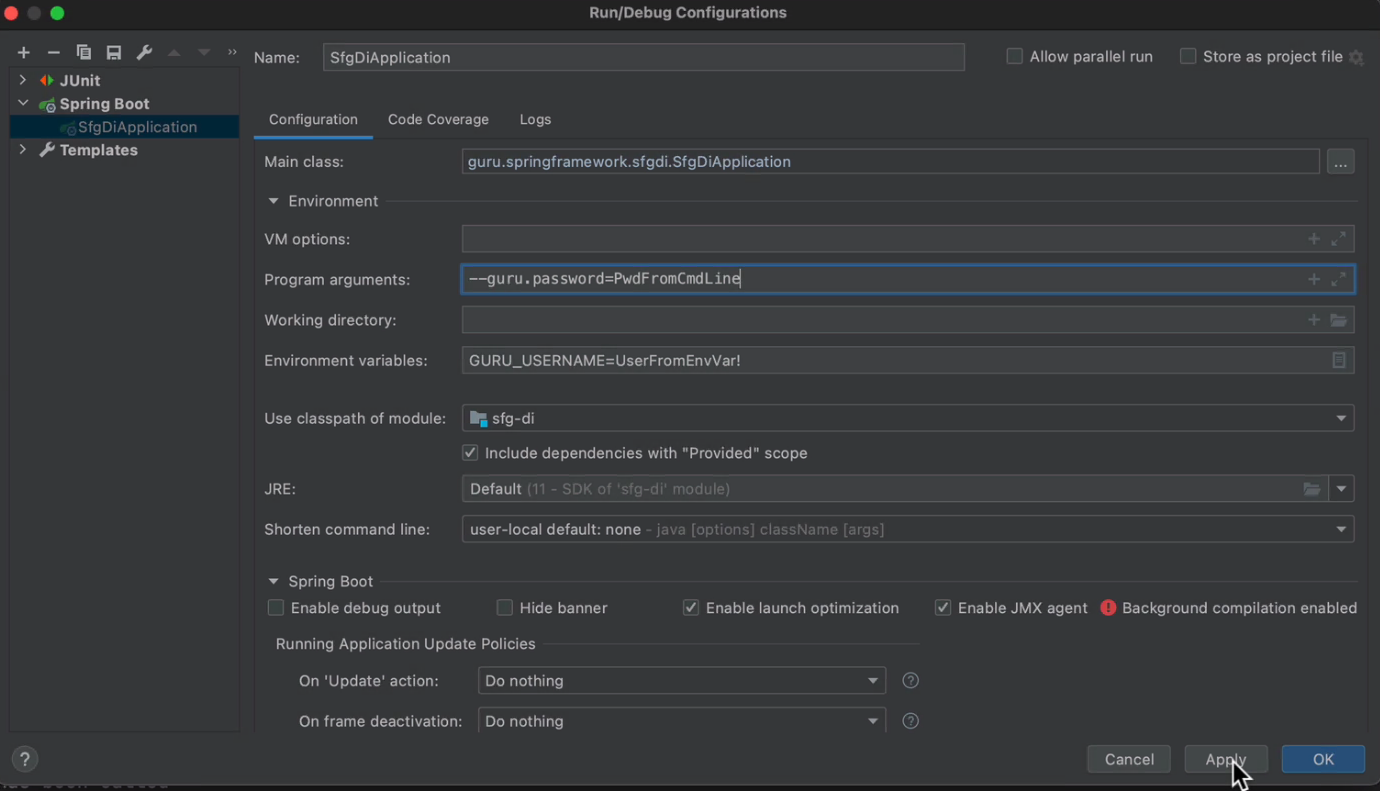 Run/Debug Configurations
Name: SfgDiApplication Allow parallel run Store as project file
JUnit
Spring Boot
SfgDiApplication
Templates
Configuration Code Coverage Logs
Main class: guru.springframework.sfgdi.SfgDiApplication ...
Environment
VM options:
Program arguments: --guru.password=PwdFromCmdLine
Working directory:
Environment variables: GURU_USERNAME=UserFromEnvVar!
Use classpath of module: sfg-di
Include dependencies with "Provided" scope
JRE: Default (11 - SDK of 'sfg-di' module)
Shorten command line: user-local default: none - java [options] className [args]
Spring Boot
Enable debug output Hide banner Enable launch optimization Enable JMX agent Background compilation enabled
Running Application Update Policies
On 'Update' action: Do nothing ?
On frame deactivation: Do nothing ?
? Cancel Apply OK